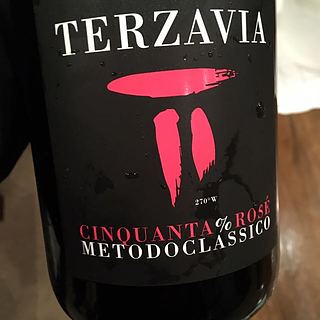 TERZAVIA
270°W
CINQUANTA% ROSÉ
METODOCLASSICO